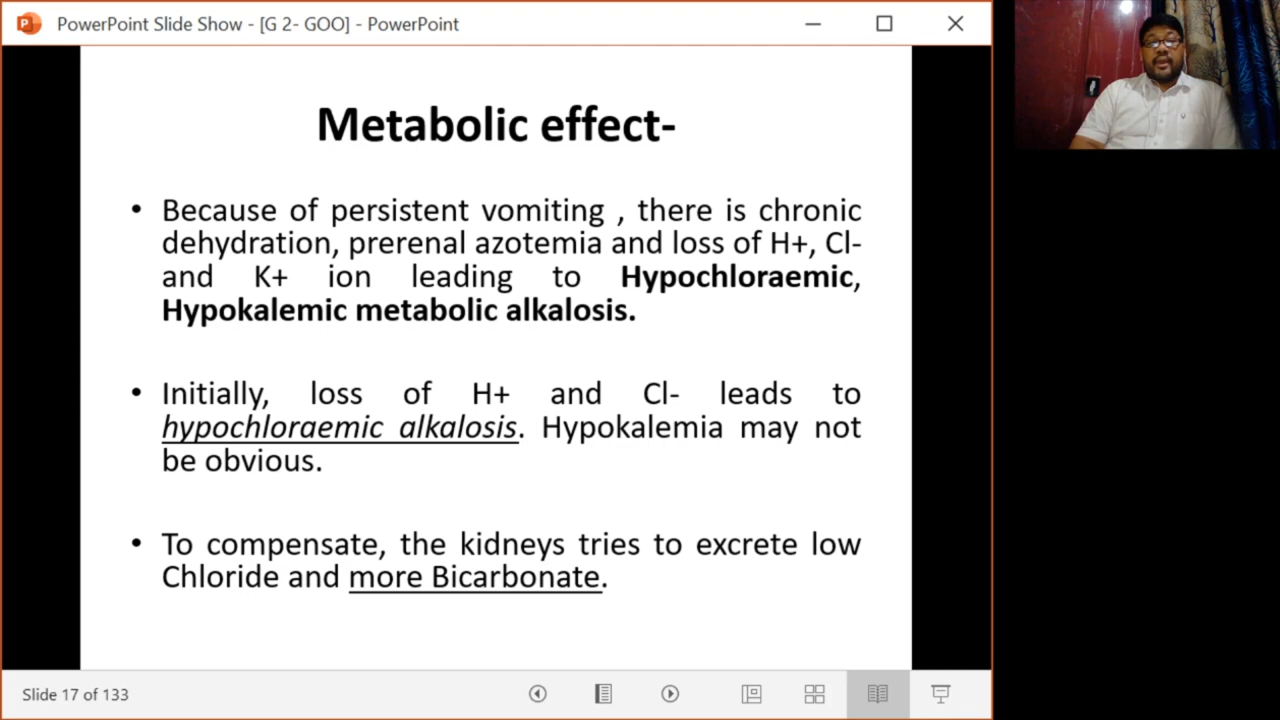 PowerPoint Slide Show - [G 2- GOO] - PowerPoint
Metabolic effect-
• Because of persistent vomiting , there is chronic
dehydration, prerenal azotemia and loss of H+, Cl-
and K+ ion leading to Hypochloraemic,
Hypokalemic metabolic alkalosis.
• Initially, loss of H+ and Cl- leads to
hypochloraemic alkalosis. Hypokalemia may not
be obvious.
• To compensate, the kidneys tries to excrete low
Chloride and more Bicarbonate.
Slide 17 of 133